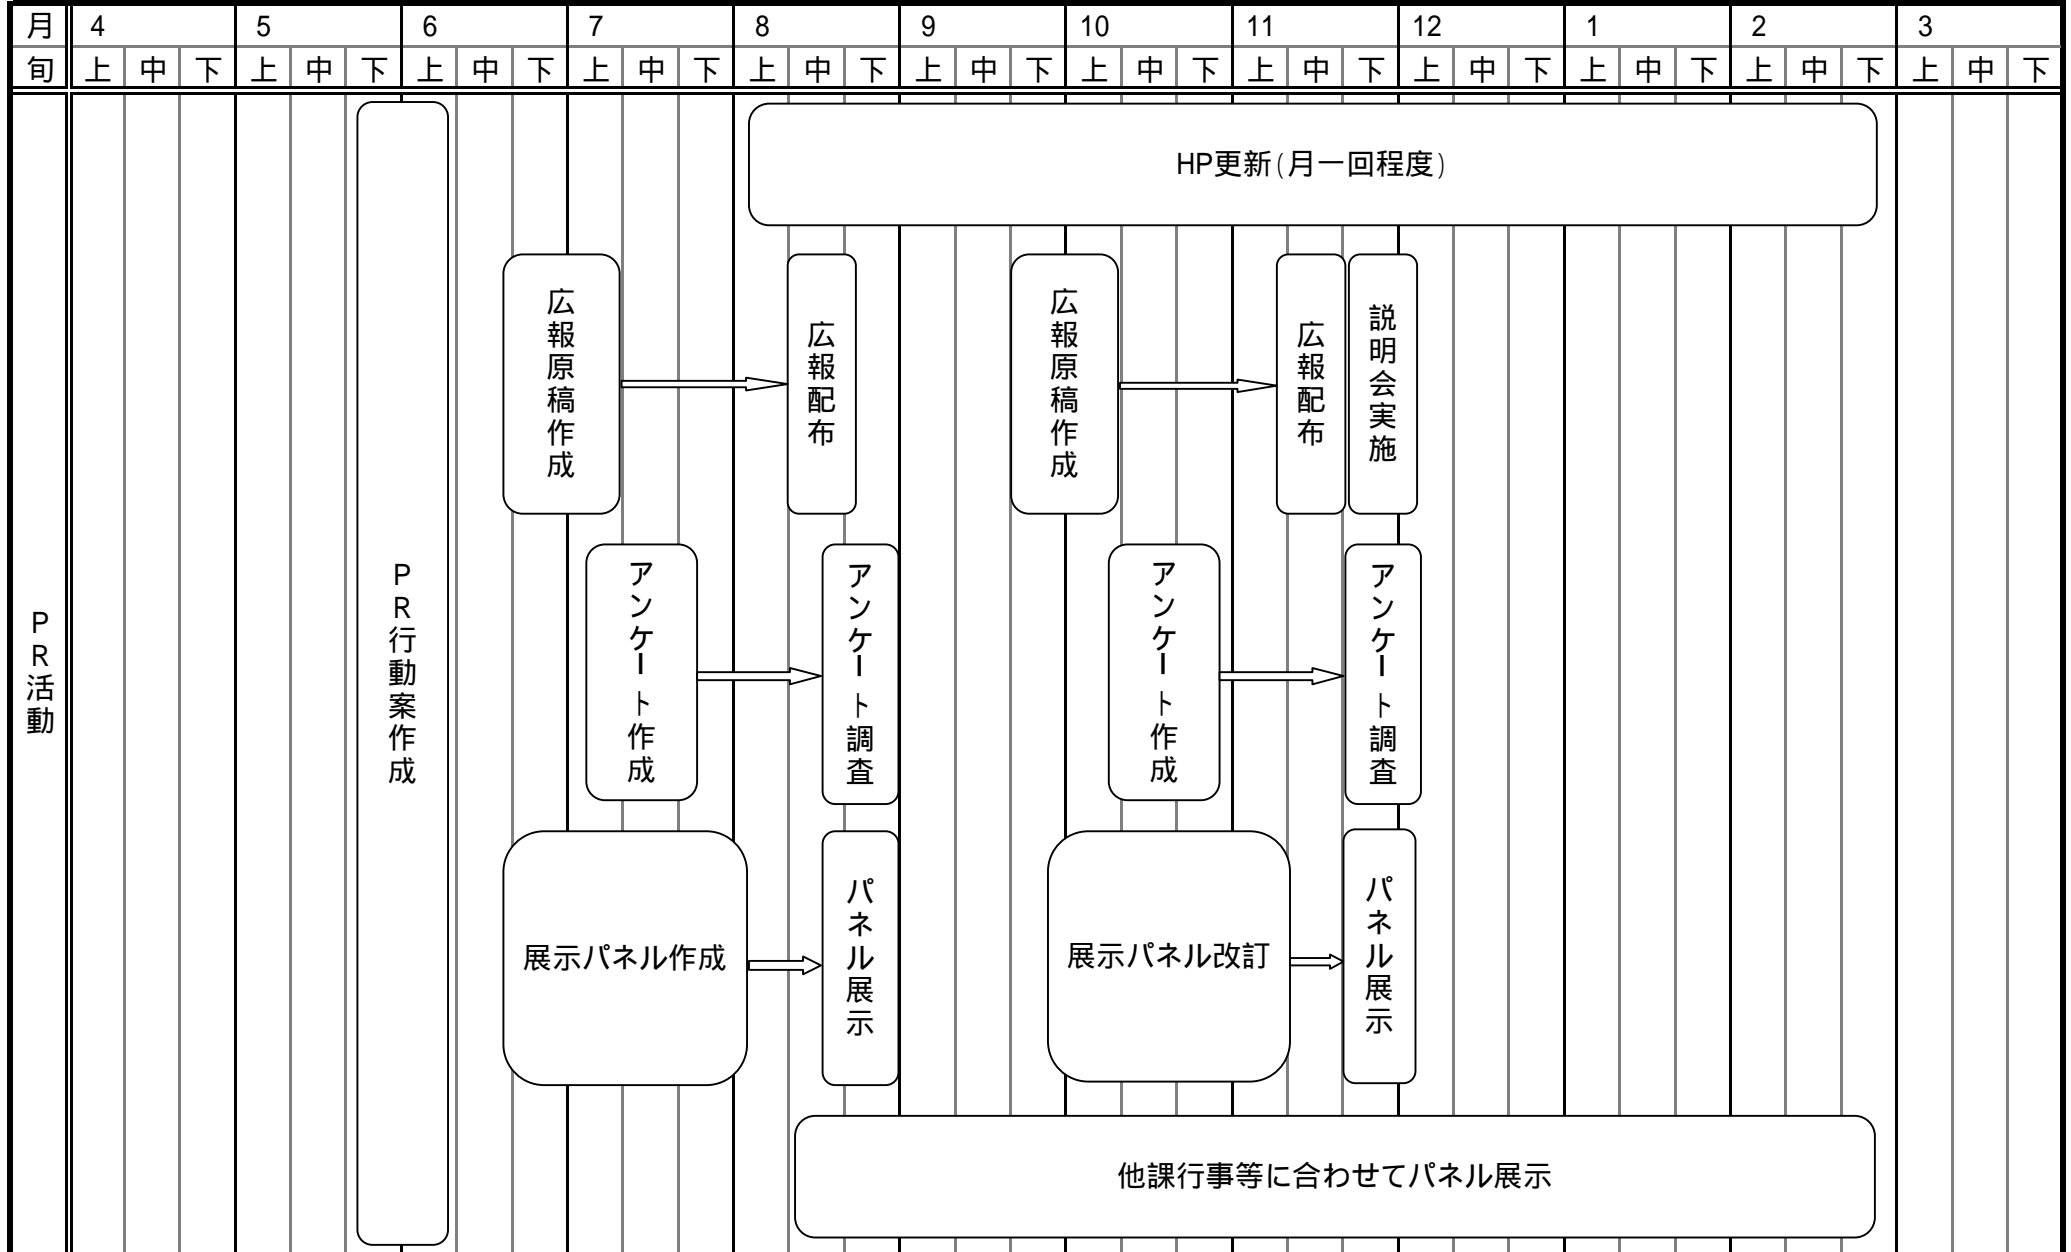 月 4 5 6 7 8 9 10 11 12 1 2 3
旬 上 中 下 上 中 下 上 中 下 上 中 下 上 中 下 上 中 下 上 中 下 上 中 下 上 中 下 上 中 下 上 中 下 上 中 下
PR活動
PR行動案作成
HP更新(月一回程度)
広報原稿作成
広報配布
広報原稿作成
広報配布
説明会実施
アンケート作成
アンケート調査
アンケート作成
アンケート調査
展示パネル作成
パネル展示
展示パネル改訂
パネル展示
他課行事等に合わせてパネル展示